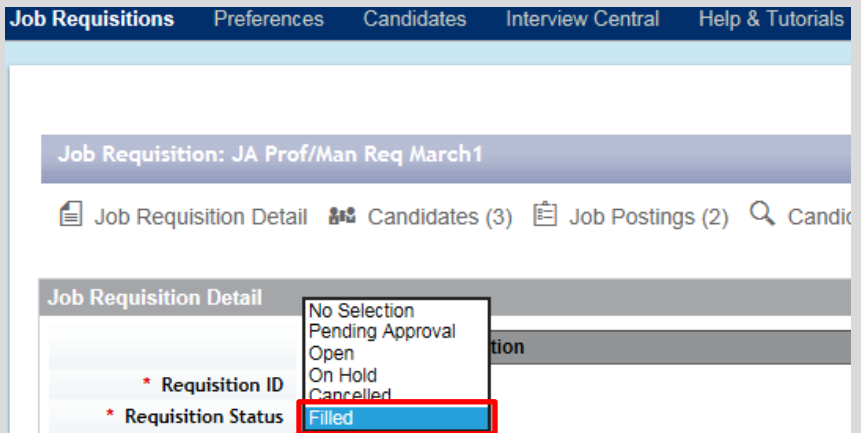 Job Requisitions Preferences Candidates Interview Central Help & Tutorials
Job Requisition: JA Prof/Man Req March1
Job Requisition Detail Candidates (3) Job Postings (2)
Job Requisition Detail
No Selection
Pending Approval
Open
On Hold
Cancelled
Filled
* Requisition ID
* Requisition Status